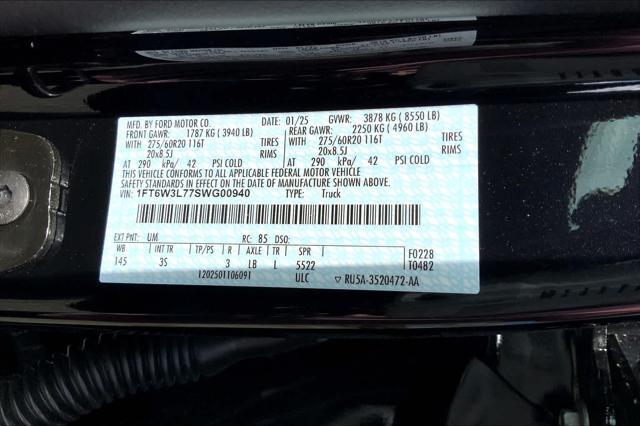 MFD. BY FORD MOTOR CO. 01/25 GVWR: 3878 KG ( 8550 LB)
FRONT GAWR: 1787 KG ( 3940 LB) REAR GAWR: 2250 KG ( 4960 LB)
WITH 275/60R20 116T TIRES WITH 275/60R20 116T TIRES
20x8.5J RIMS 20x8.5J RIMS
AT 290 kPa/ 42 PSI COLD AT 290 kPa/ 42 PSI COLD
THIS VEHICLE CONFORMS TO ALL APPLICABLE FEDERAL MOTOR VEHICLE
SAFETY STANDARDS IN EFFECT ON THE DATE OF MANUFACTURE SHOWN ABOVE.
VIN: 1FT6W3L77SWG00940 TYPE: Truck
EXT PNT: UM RC: 85 DSO:
WB INT TR TP/PS R AXLE TR SPR F0228
145 3S 3 LB L 5522 T0482
1202501106091 ULC ▽ RU5A-3520472-AA